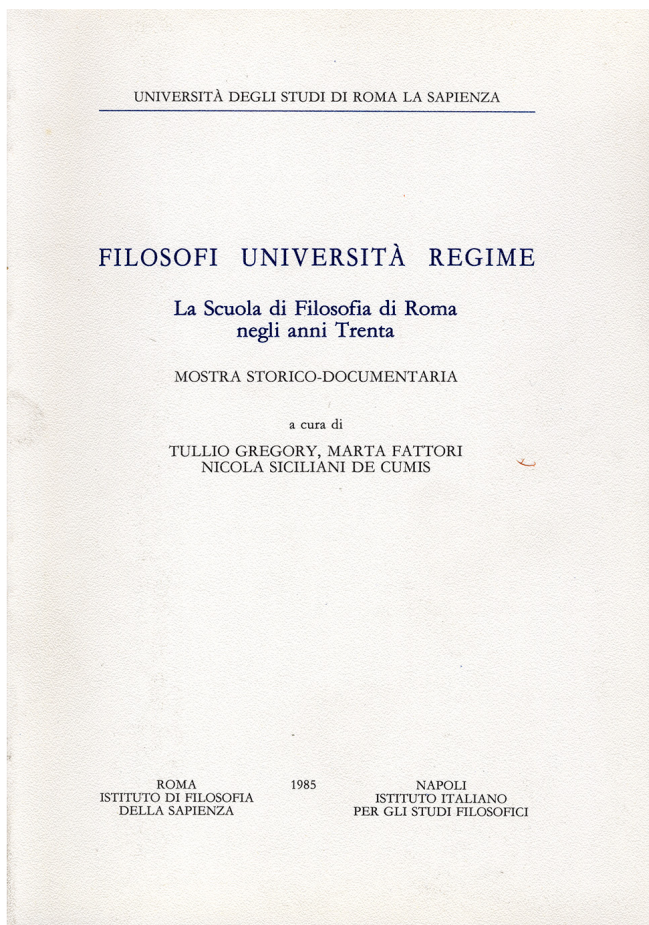 UNIVERSITÀ DEGLI STUDI DI ROMA LA SAPIENZA
FILOSOFI UNIVERSITÀ REGIME
La Scuola di Filosofia di Roma
negli anni Trenta
MOSTRA STORICO-DOCUMENTARIA
a cura di
TULLIO GREGORY, MARTA FATTORI
NICOLA SICILIANI DE CUMIS
ROMA
ISTITUTO DI FILOSOFIA
DELLA SAPIENZA
1985
NAPOLI
ISTITUTO ITALIANO
PER GLI STUDI FILOSOFICI